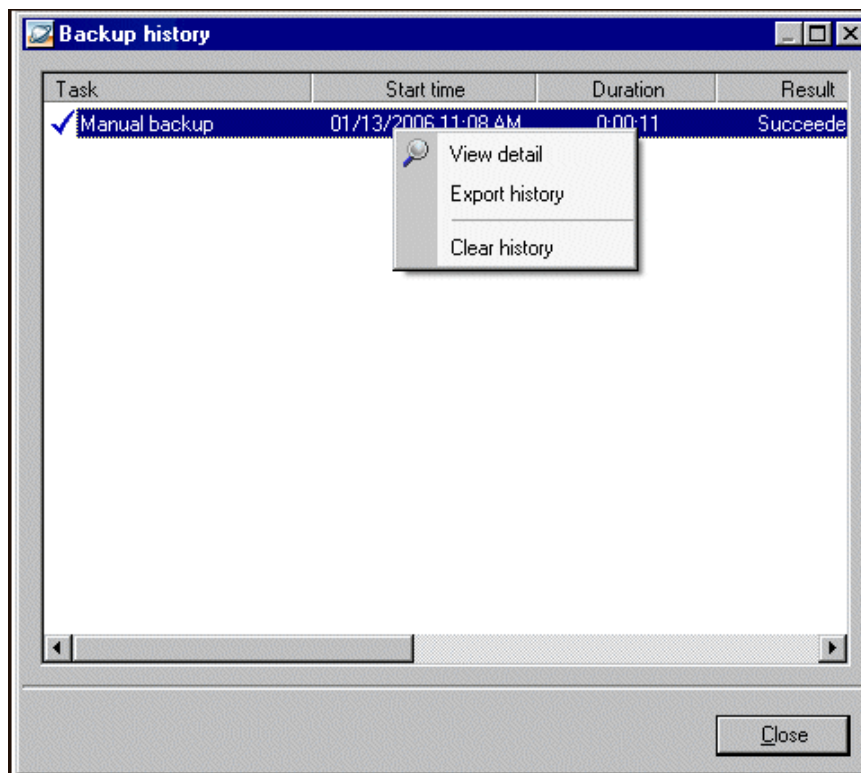 Backup history
Task Start time Duration Result
Manual backup 01/13/2006 11:08 AM 0:00:11 Succeede
View detail
Export history
Clear history
Close